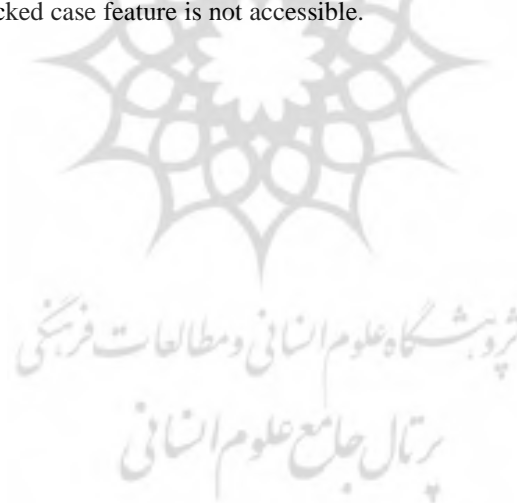 cked case feature is not accessible.
پژوهشگاه علوم انسانی و مطالعات فرهنگی
پرتال جامع علوم انسانی